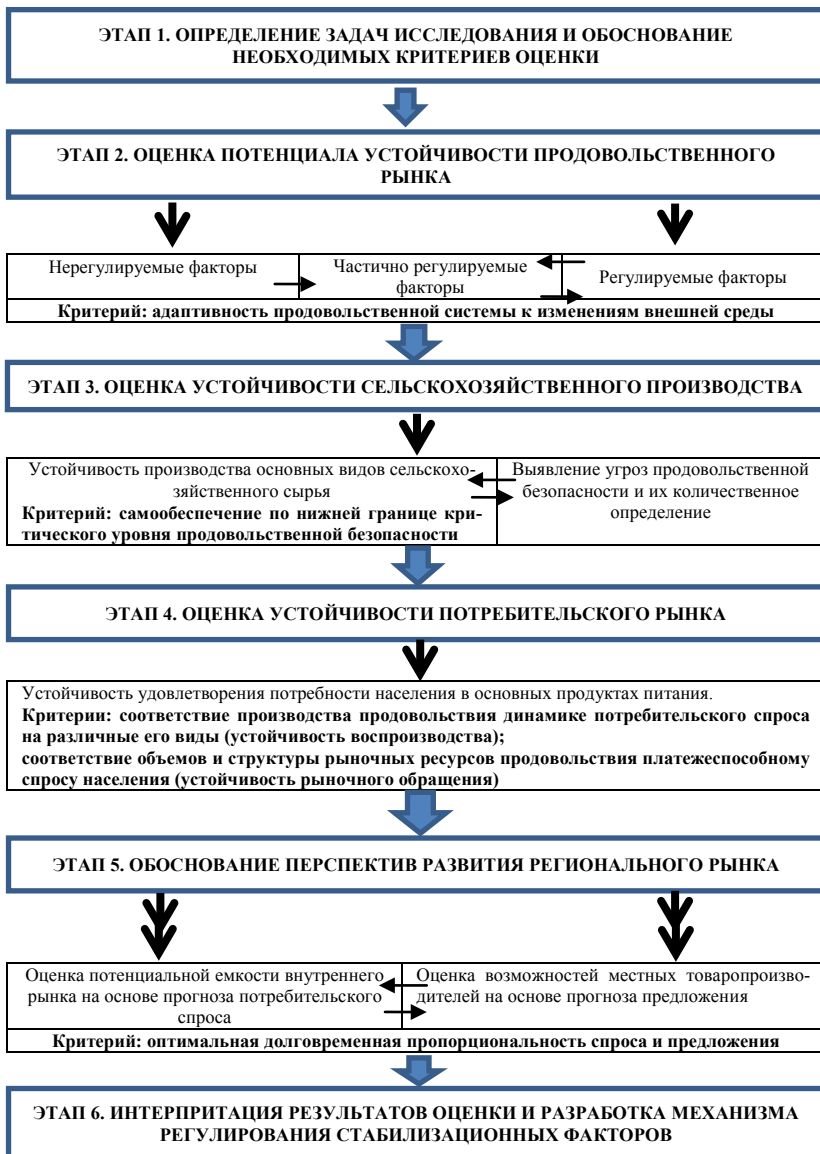 ЭТАП 1. ОПРЕДЕЛЕНИЕ ЗАДАЧ ИССЛЕДОВАНИЯ И ОБОСНОВАНИЕ
НЕОБХОДИМЫХ КРИТЕРИЕВ ОЦЕНКИ
ЭТАП 2. ОЦЕНКА ПОТЕНЦИАЛА УСТОЙЧИВОСТИ ПРОДОВОЛЬСТВЕННОГО
РЫНКА
Нерегулируемые факторы
Частично регулируемые
факторы
Регулируемые факторы
Критерий: адаптивность продовольственной системы к изменениям внешней среды
ЭТАП 3. ОЦЕНКА УСТОЙЧИВОСТИ СЕЛЬСКОХОЗЯЙСТВЕННОГО ПРОИЗВОДСТВА
Устойчивость производства основных видов сельскохо-
зяйственного сырья
Критерий: самообеспечение по нижней границе кри-
тического уровня продовольственной безопасности
Выявление угроз продовольственной
безопасности и их количественное
определение
ЭТАП 4. ОЦЕНКА УСТОЙЧИВОСТИ ПОТРЕБИТЕЛЬСКОГО РЫНКА
Устойчивость удовлетворения потребности населения в основных продуктах питания.
Критерии: соответствие производства продовольствия динамике потребительского спроса
на различные его виды (устойчивость воспроизводства);
соответствие объемов и структуры рыночных ресурсов продовольствия платежеспособному
спросу населения (устойчивость рыночного обращения)
ЭТАП 5. ОБОСНОВАНИЕ ПЕРСПЕКТИВ РАЗВИТИЯ РЕГИОНАЛЬНОГО РЫНКА
Оценка потенциальной емкости внутреннего
рынка на основе прогноза потребительского
спроса
Оценка возможностей местных товаропроизво-
дителей на основе прогноза предложения
Критерий: оптимальная долговременная пропорциональность спроса и предложения
ЭТАП 6. ИНТЕРПРИТАЦИЯ РЕЗУЛЬТАТОВ ОЦЕНКИ И РАЗРАБОТКА МЕХАНИЗМА
РЕГУЛИРОВАНИЯ СТАБИЛИЗАЦИОННЫХ ФАКТОРОВ